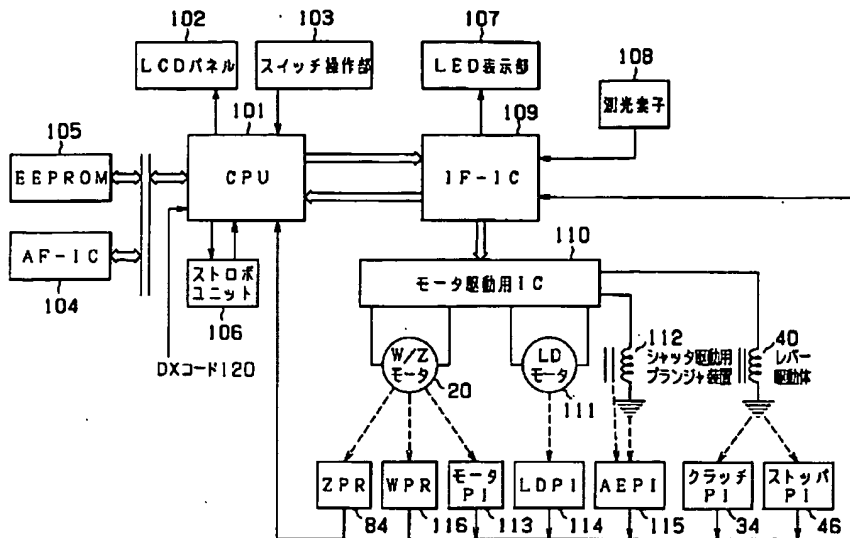 102
LCDパネル
103
スイッチ操作部
107
LED表示部
108
測光素子
101
CPU
109
IF-IC
105
EEPROM
AF-IC
104
ストロボ
ユニット
106
DXコード120
110
モータ駆動用IC
W/Z
モータ
20
LD
モータ
111
112
シャッタ駆動用
プランジャ装置
40
レバー
駆動体
ZPR
84
WPR
116
モータ
PI
113
LDPI
114
AEPI
115
クラッチ
PI
34
ストッパ
PI
46